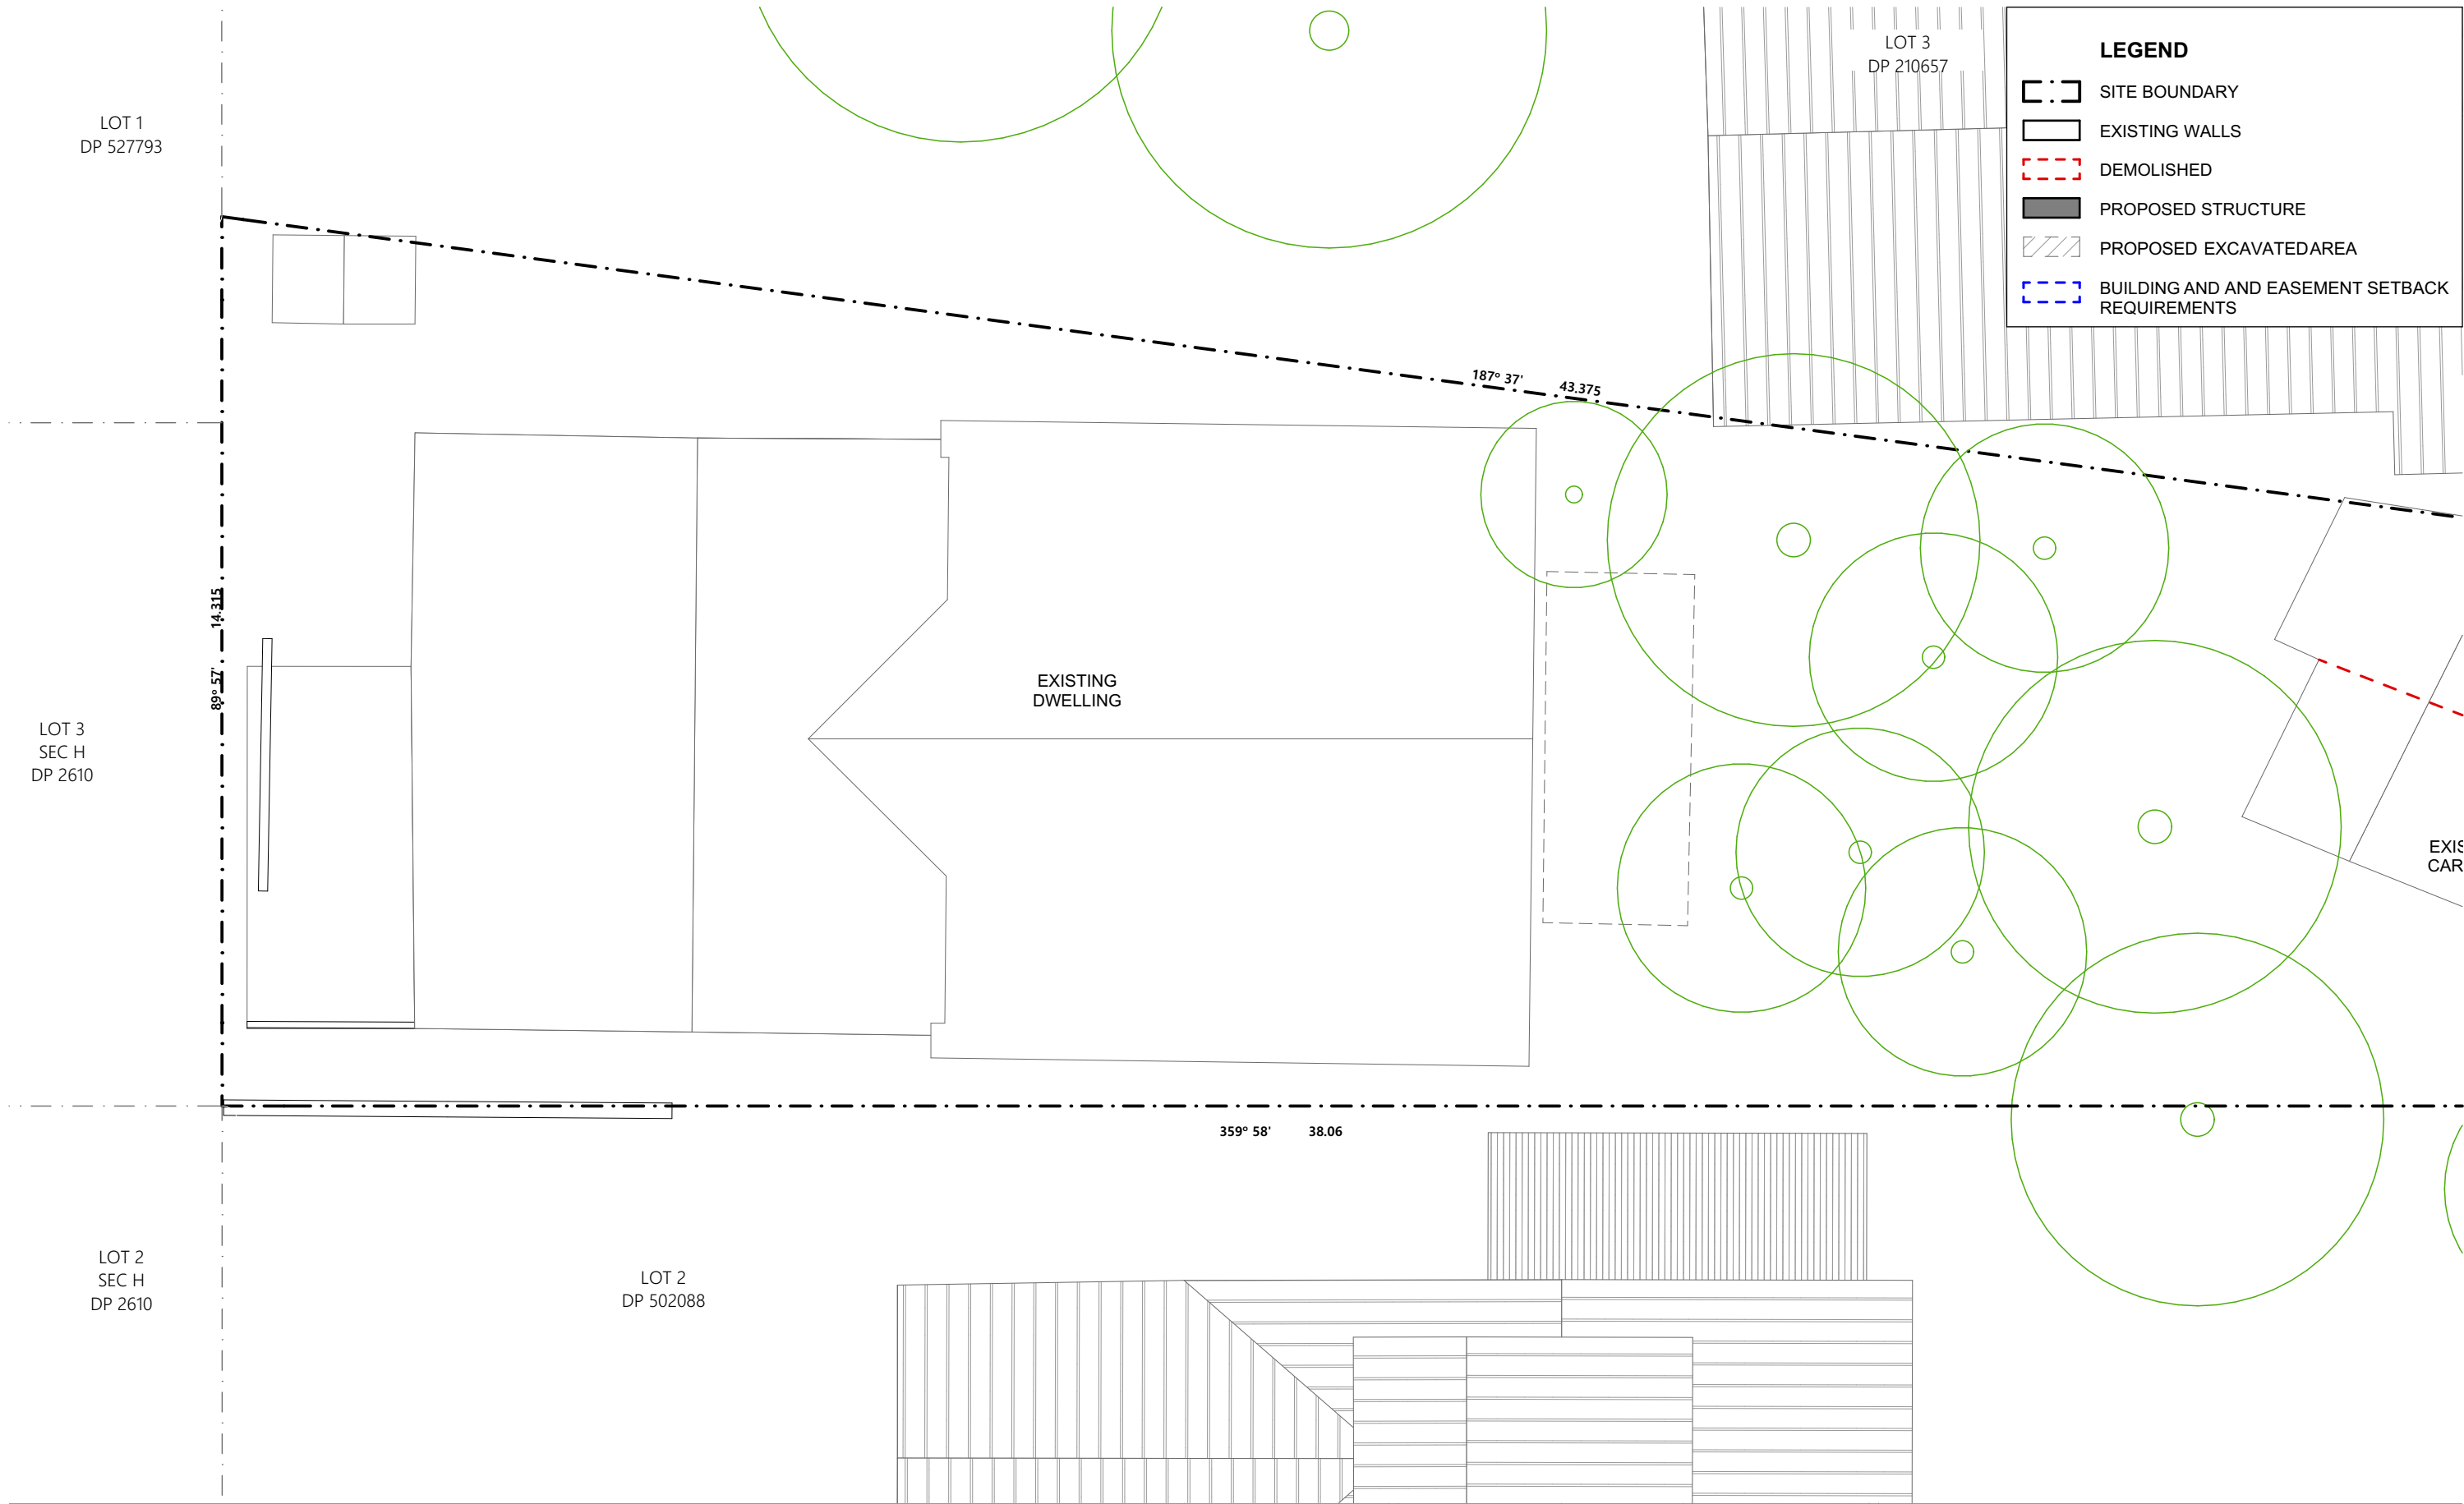 LOT 3
DP 210657
LEGEND
SITE BOUNDARY
EXISTING WALLS
DEMOLISHED
PROPOSED STRUCTURE
PROPOSED EXCAVATEDAREA
BUILDING AND AND EASEMENT SETBACK
REQUIREMENTS
LOT 1
DP 527793
187° 37' 43.375
89° 57' 14.315
EXISTING
DWELLING
LOT 3
SEC H
DP 2610
EXIS
CAR
359° 58' 38.06
LOT 2
SEC H
DP 2610
LOT 2
DP 502088